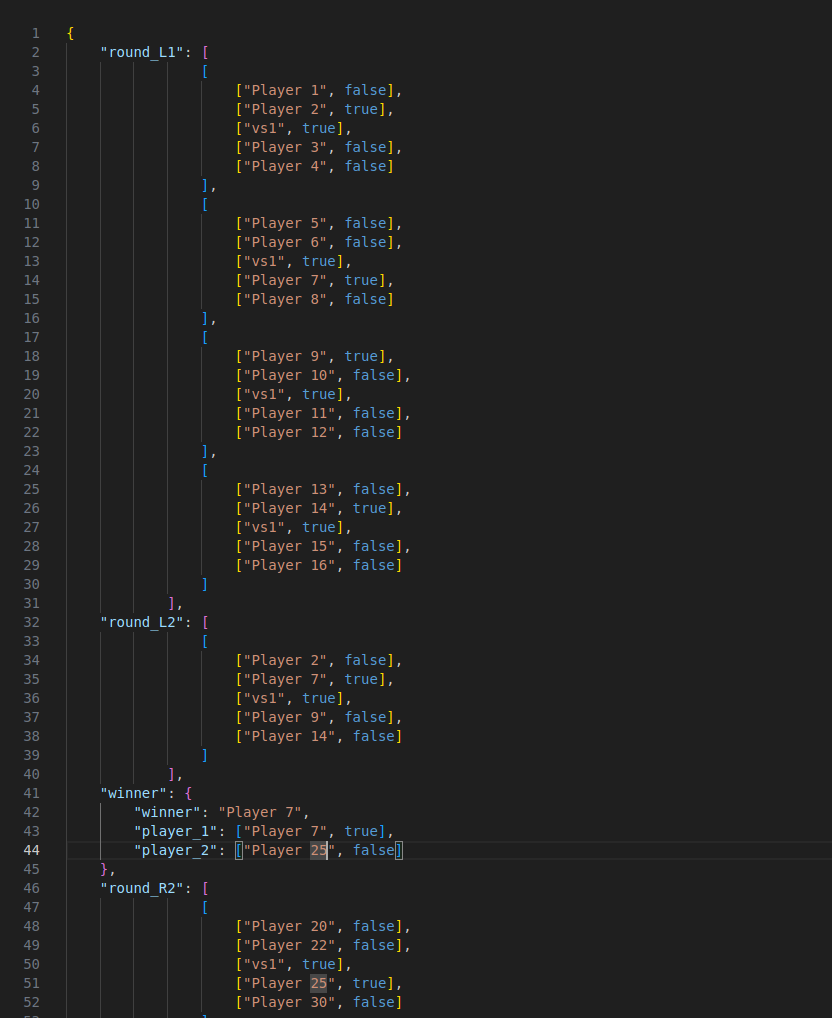 1 {
2 "round_L1": [
3 [
4 ["Player 1", false],
5 ["Player 2", true],
6 ["vs1", true],
7 ["Player 3", false],
8 ["Player 4", false]
9 ],
10 [
11 ["Player 5", false],
12 ["Player 6", false],
13 ["vs1", true],
14 ["Player 7", true],
15 ["Player 8", false]
16 ],
17 [
18 ["Player 9", true],
19 ["Player 10", false],
20 ["vs1", true],
21 ["Player 11", false],
22 ["Player 12", false]
23 ],
24 [
25 ["Player 13", false],
26 ["Player 14", true],
27 ["vs1", true],
28 ["Player 15", false],
29 ["Player 16", false]
30 ]
31 ],
32 "round_L2": [
33 [
34 ["Player 2", false],
35 ["Player 7", true],
36 ["vs1", true],
37 ["Player 9", false],
38 ["Player 14", false]
39 ]
40 ],
41 "winner": {
42 "winner": "Player 7",
43 "player_1": ["Player 7", true],
44 "player_2": ["Player 25", false]
45 },
46 "round_R2": [
47 [
48 ["Player 20", false],
49 ["Player 22", false],
50 ["vs1", true],
51 ["Player 25", true],
52 ["Player 30", false]